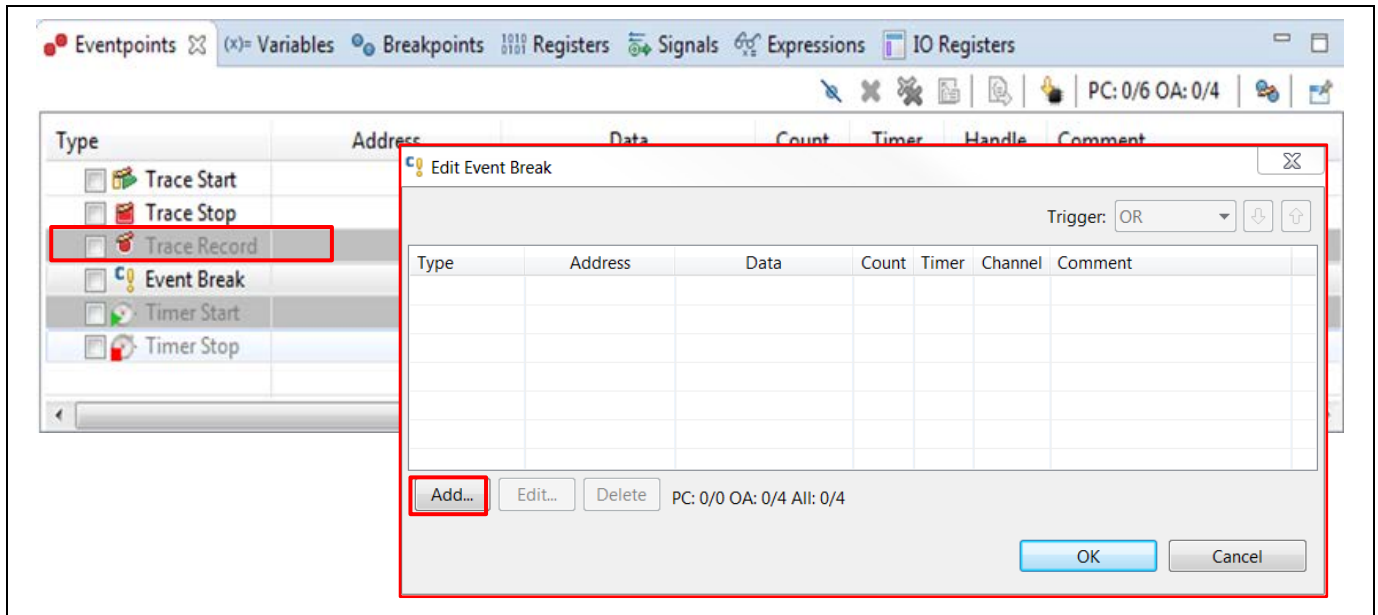 Eventpoints (x)= Variables Breakpoints 1010 0101 Registers Signals Expressions IO Registers
PC: 0/6 OA: 0/4
Type Address Data Count Timer Handle Comment
Trace Start
Trace Stop
Trace Record
Event Break
Timer Start
Timer Stop
Edit Event Break
Trigger: OR
Type Address Data Count Timer Channel Comment
Add... Edit... Delete PC: 0/0 OA: 0/4 All: 0/4
OK Cancel